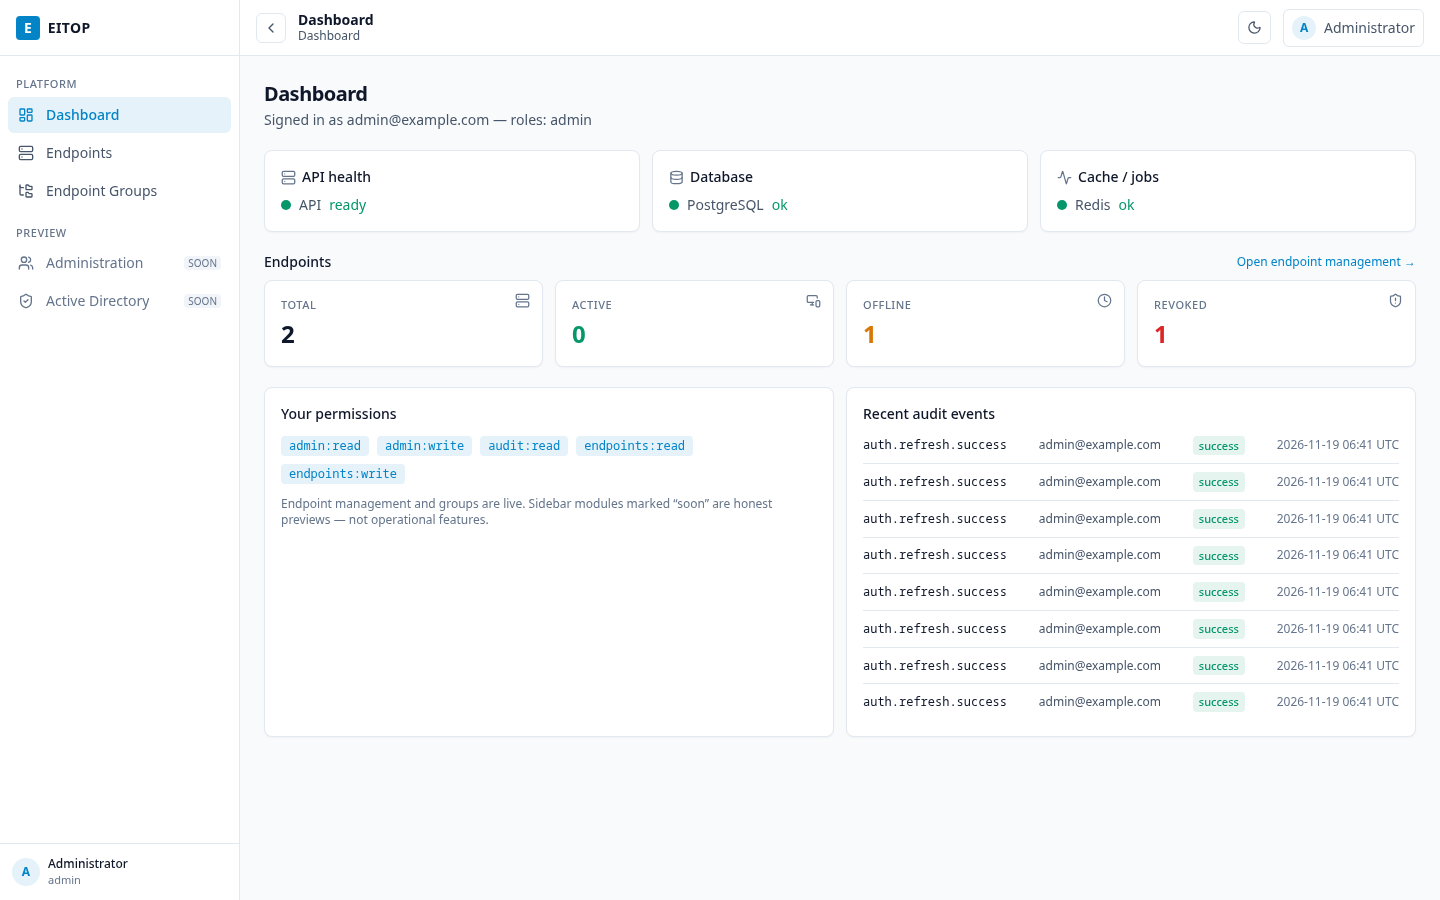 E EITOP
PLATFORM
Dashboard
Endpoints
Endpoint Groups
PREVIEW
Administration SOON
Active Directory SOON
Administrator
admin
A
Dashboard
Dashboard
A Administrator
Dashboard
Signed in as admin@example.com — roles: admin
API health
API ready
Database
PostgreSQL ok
Cache / jobs
Redis ok
Endpoints
Open endpoint management →
TOTAL
2
ACTIVE
0
OFFLINE
1
REVOKED
1
Your permissions
admin:read admin:write audit:read endpoints:read
endpoints:write
Endpoint management and groups are live. Sidebar modules marked “soon” are honest
previews — not operational features.
Recent audit events
auth.refresh.success admin@example.com success 2026-11-19 06:41 UTC
auth.refresh.success admin@example.com success 2026-11-19 06:41 UTC
auth.refresh.success admin@example.com success 2026-11-19 06:41 UTC
auth.refresh.success admin@example.com success 2026-11-19 06:41 UTC
auth.refresh.success admin@example.com success 2026-11-19 06:41 UTC
auth.refresh.success admin@example.com success 2026-11-19 06:41 UTC
auth.refresh.success admin@example.com success 2026-11-19 06:41 UTC
auth.refresh.success admin@example.com success 2026-11-19 06:41 UTC